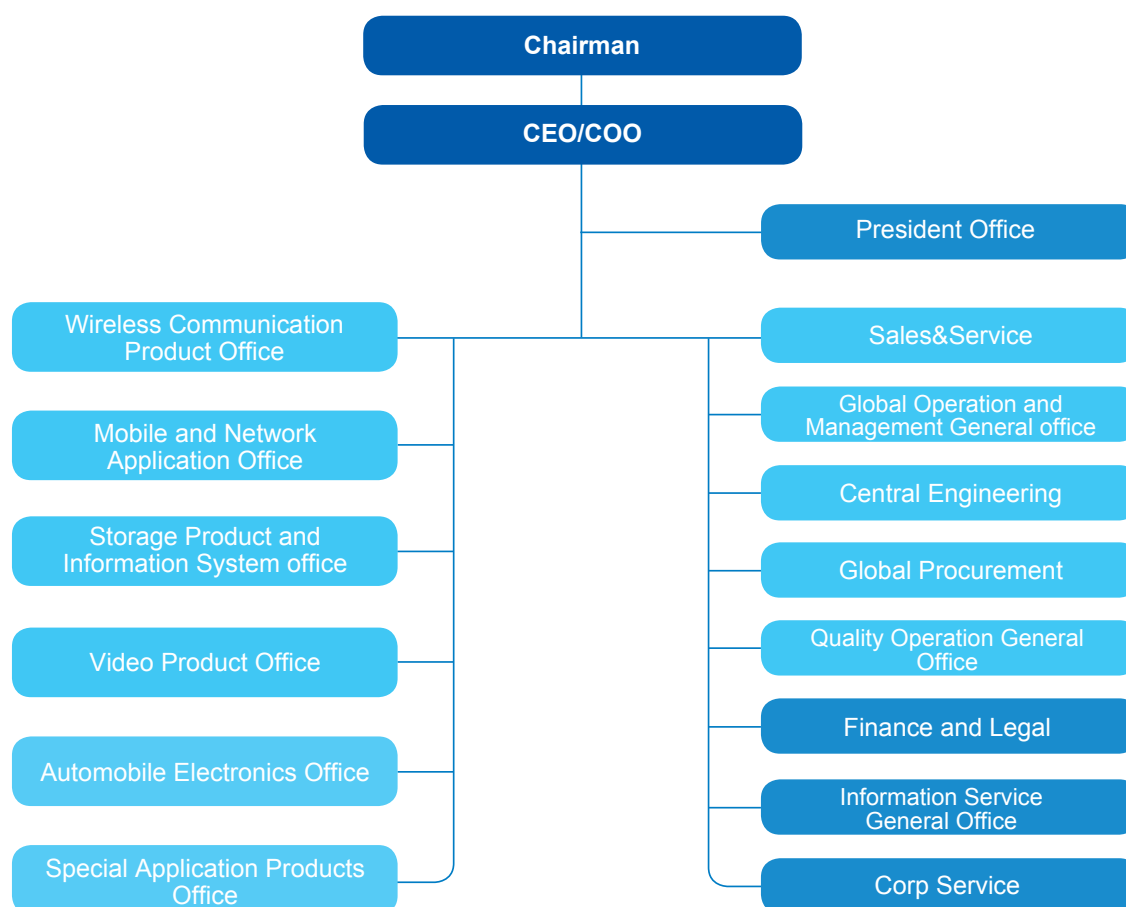 Chairman
CEO/COO
President Office
Wireless Communication
Product Office
Mobile and Network
Application Office
Storage Product and
Information System office
Video Product Office
Automobile Electronics Office
Special Application Products
Office
Sales&Service
Global Operation and
Management General office
Central Engineering
Global Procurement
Quality Operation General
Office
Finance and Legal
Information Service
General Office
Corp Service